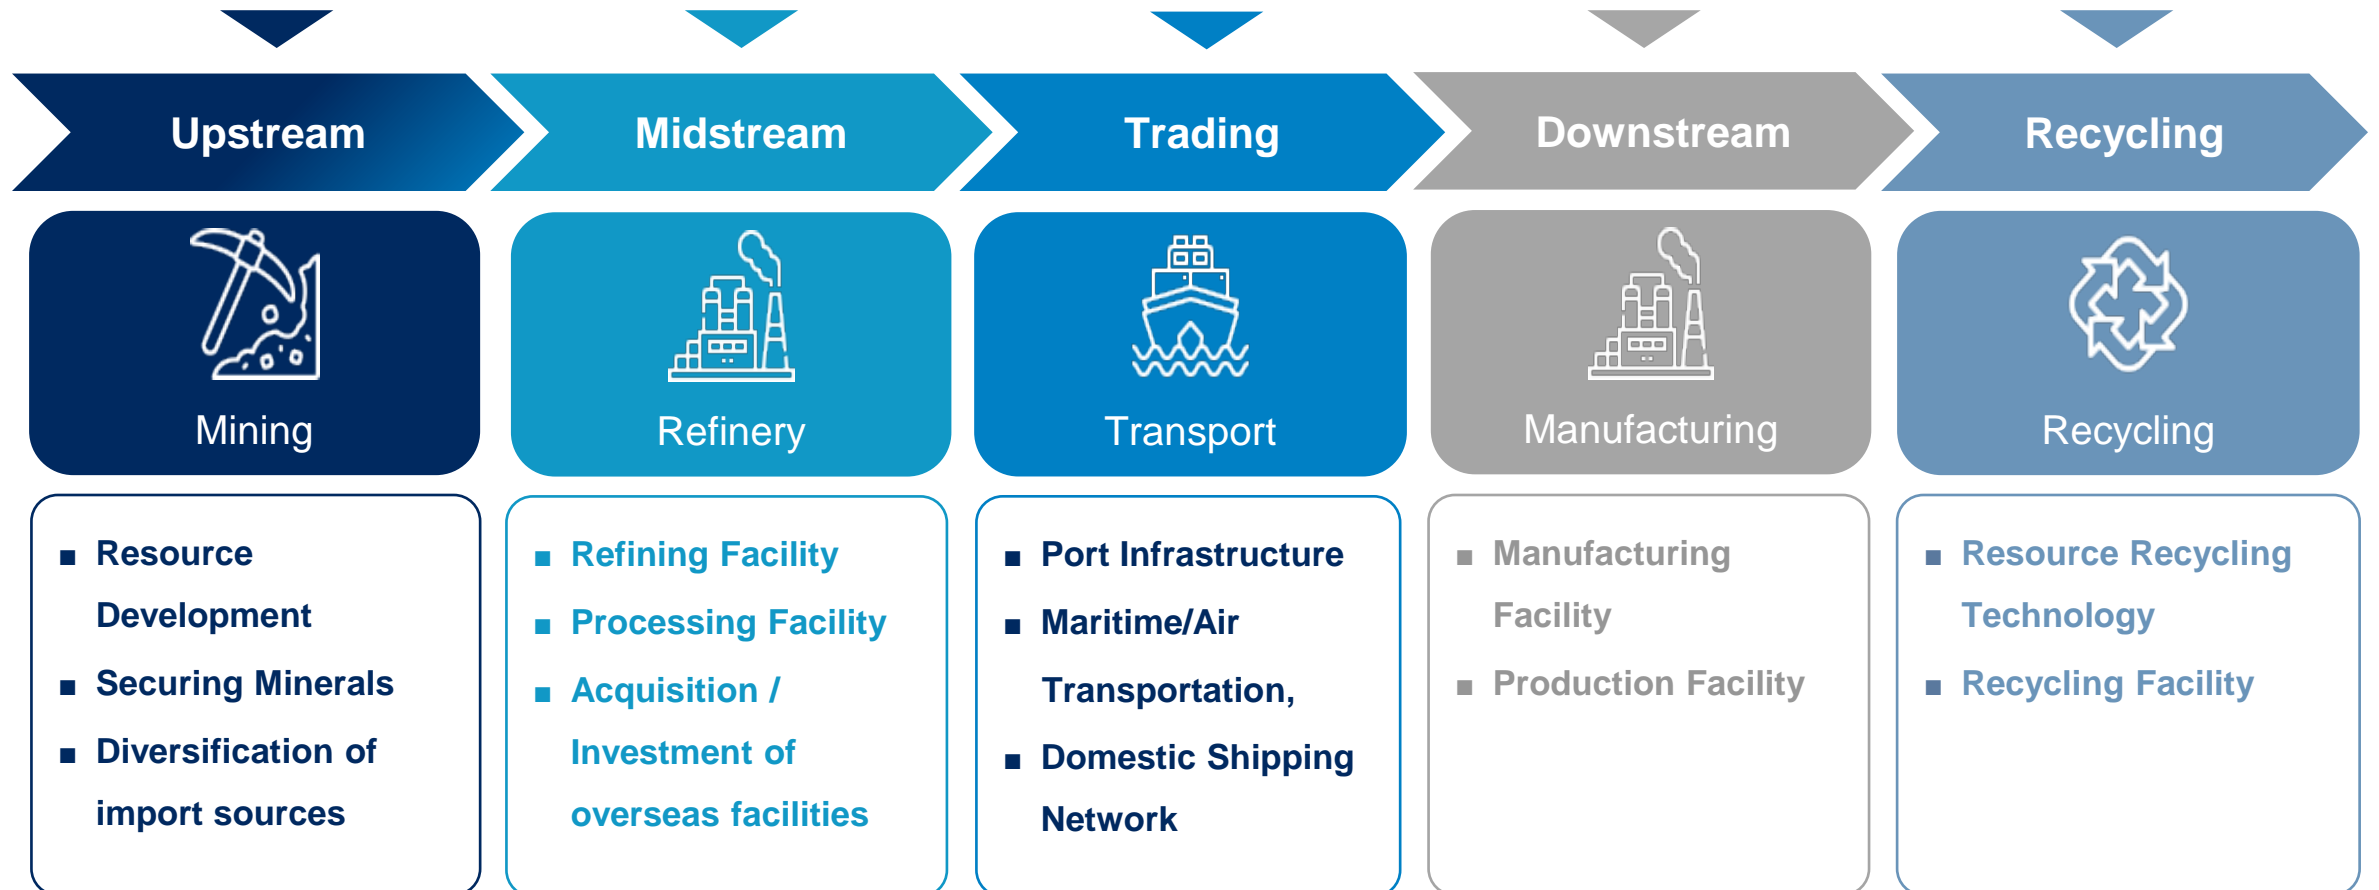 Upstream
Midstream
Trading
Downstream
Recycling
Mining
Refinery
Transport
Manufacturing
Recycling
■ Resource
Development
■ Securing Minerals
■ Diversification of
import sources
■ Refining Facility
■ Processing Facility
■ Acquisition /
Investment of
overseas facilities
■ Port Infrastructure
■ Maritime/Air
Transportation,
■ Domestic Shipping
Network
■ Manufacturing
Facility
■ Production Facility
■ Resource Recycling
Technology
■ Recycling Facility